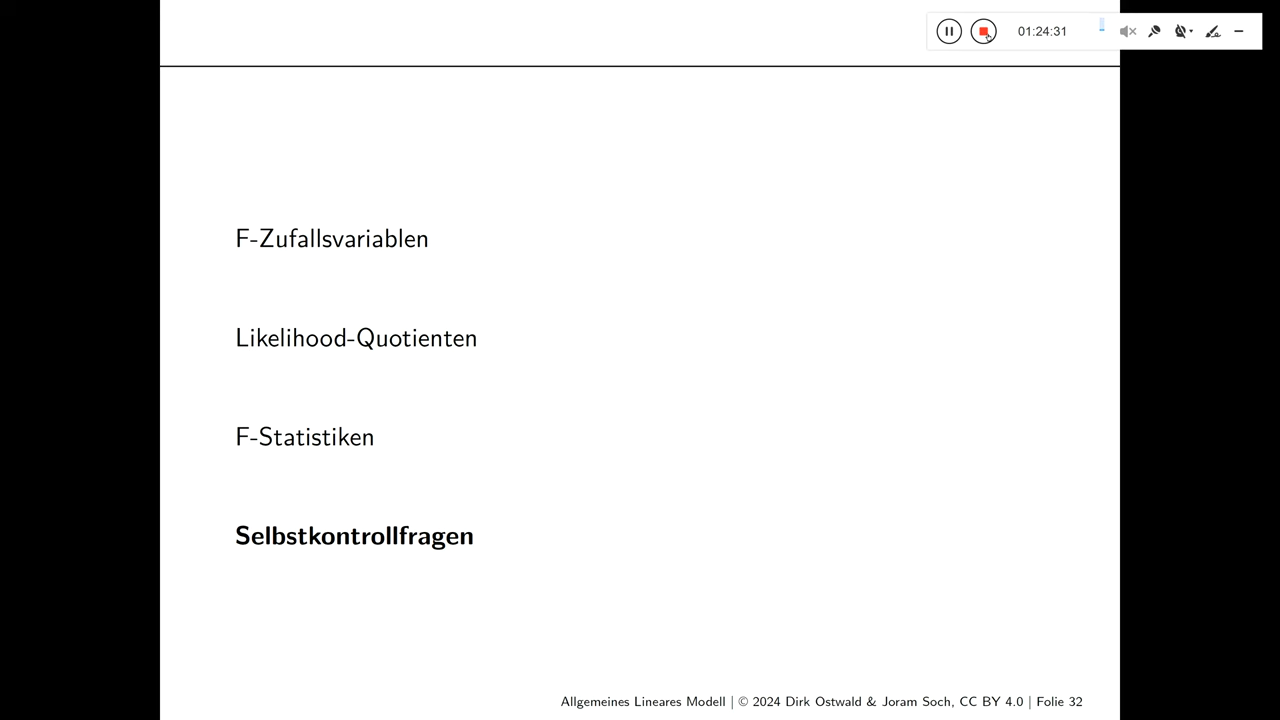 01:24:31
F-Zufallsvariablen
Likelihood-Quotienten
F-Statistiken
Selbstkontrollfragen
Allgemeines Lineares Modell | © 2024 Dirk Ostwald & Joram Soch, CC BY 4.0 | Folie 32